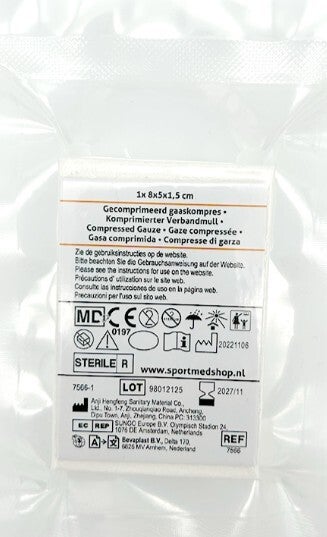 1x 8x5x1,5 cm
Gecomprimeerd gaaskompres •
Komprimierter Verbandmull •
Compressed Gauze • Gaze compressée •
Gasa comprimida • Compresse di garza
Zie de gebruiksinstructies op de website.
Bitte beachten Sie die Gebrauchsanweisung auf der Website.
Please see the instructions for use on the website.
Précautions d' utilization sur le site web.
Consulte las instrucciones de uso en la página web.
Precauzioni per l'uso sul sito web.
MD CE
0197
20221106
STERILE R
www.sportmedshop.nl
7566-1
LOT 98012125
2027/11
Anji Hengfeng Sanitary Material Co.,
Ltd. No. 1-7, Zhouqianqiao Road, Ancheng,
Dipu Town, Anji, Zhejiang, China PC: 313300
EC REP SUNGO Europe B.V. Olympisch Stadion 24,
1076 DE Amsterdam, Netherlands
Bevaplast B.V., Delta 170,
6825 MV Arnhem, Nederland
REF
7566